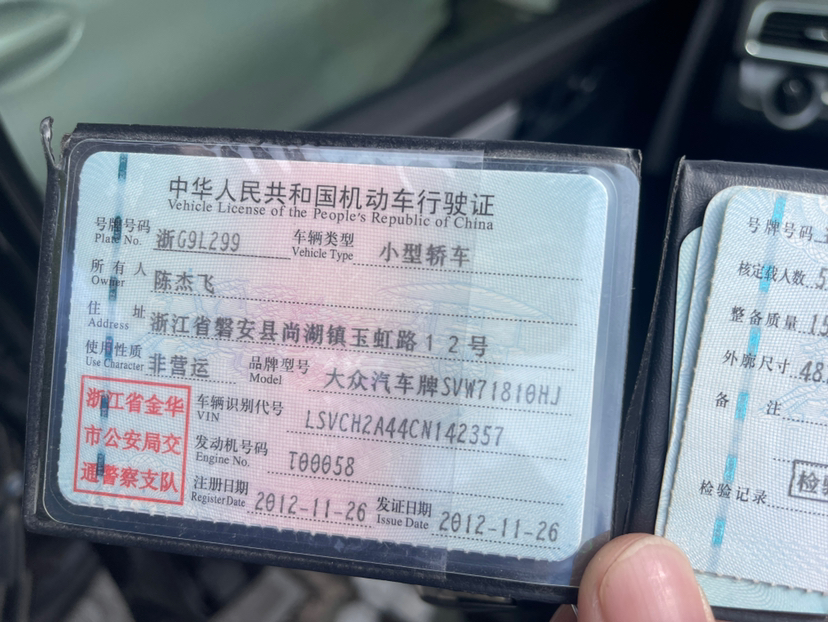 中华人民共和国机动车行驶证
Vehicle License of the People's Republic of China
号牌号码 浙G9L299 车辆类型 小型轿车
Plate No. Vehicle Type
所有人 陈杰飞
Owner
住址 浙江省磐安县尚湖镇玉虹路12号
Address
使用性质 非营运 品牌型号 大众汽车牌SVW71810HJ
Use Character Model
浙江省金华
市公安局交
通警察支队
车辆识别代号 LSVCH2A44CN142357
VIN
发动机号码 T00058
Engine No.
注册日期 2012-11-26 发证日期 2012-11-26
Register Date Issue Date
号牌号码
核定载人数 5
整备质量 15
外廓尺寸 48
备注
检验记录